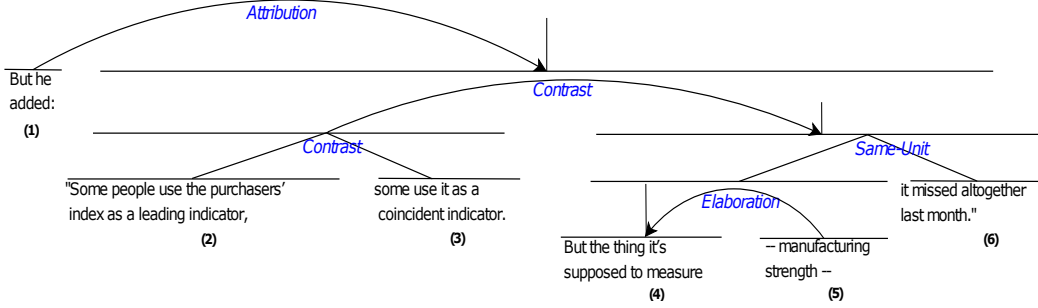 Attribution
But he
added:
(1)
Contrast
Contrast
"Some people use the purchasers'
index as a leading indicator,
(2)
some use it as a
coincident indicator.
(3)
Same-Unit
Elaboration
But the thing it's
supposed to measure
(4)
-- manufacturing
strength --
(5)
it missed altogether
last month."
(6)